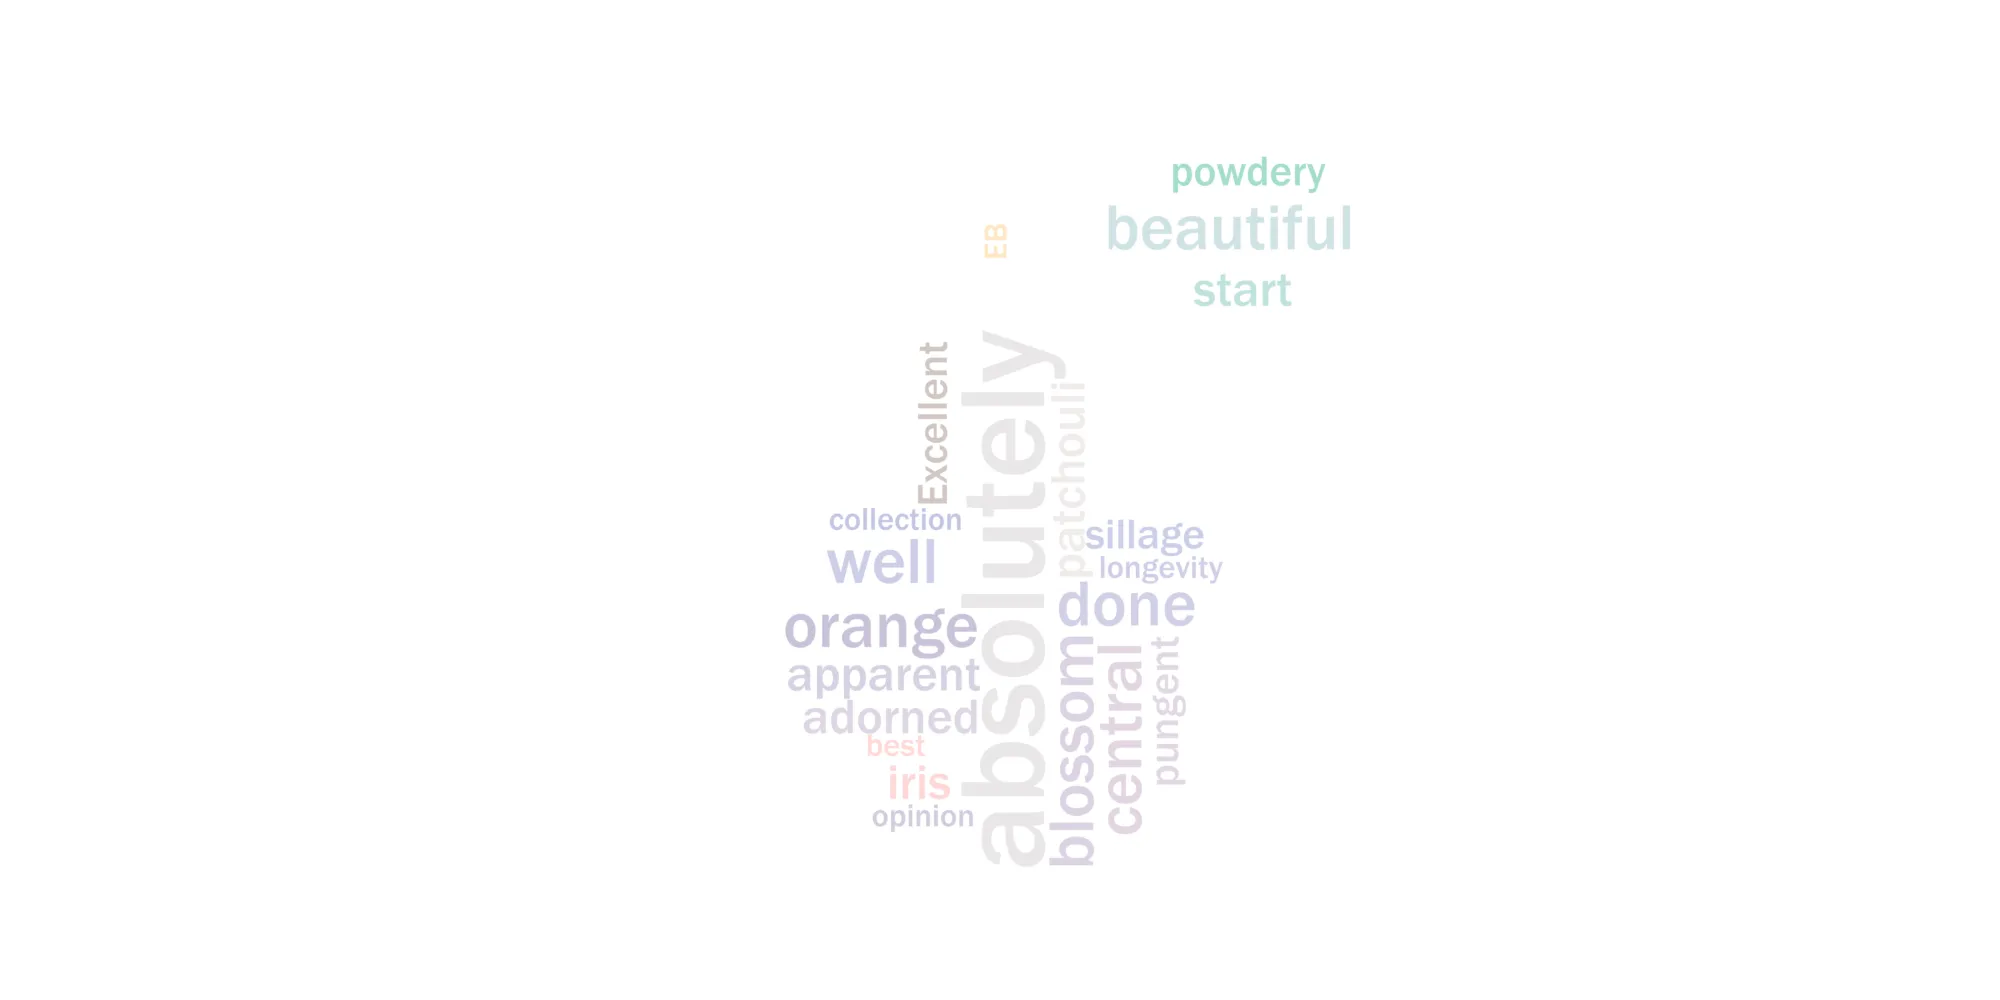 powdery
beautiful
EB
start
Excellent
absolutely
patchouli
collection
sillage
well
longevity
done
orange
blossom
central
pungent
apparent
adorned
best
iris
opinion